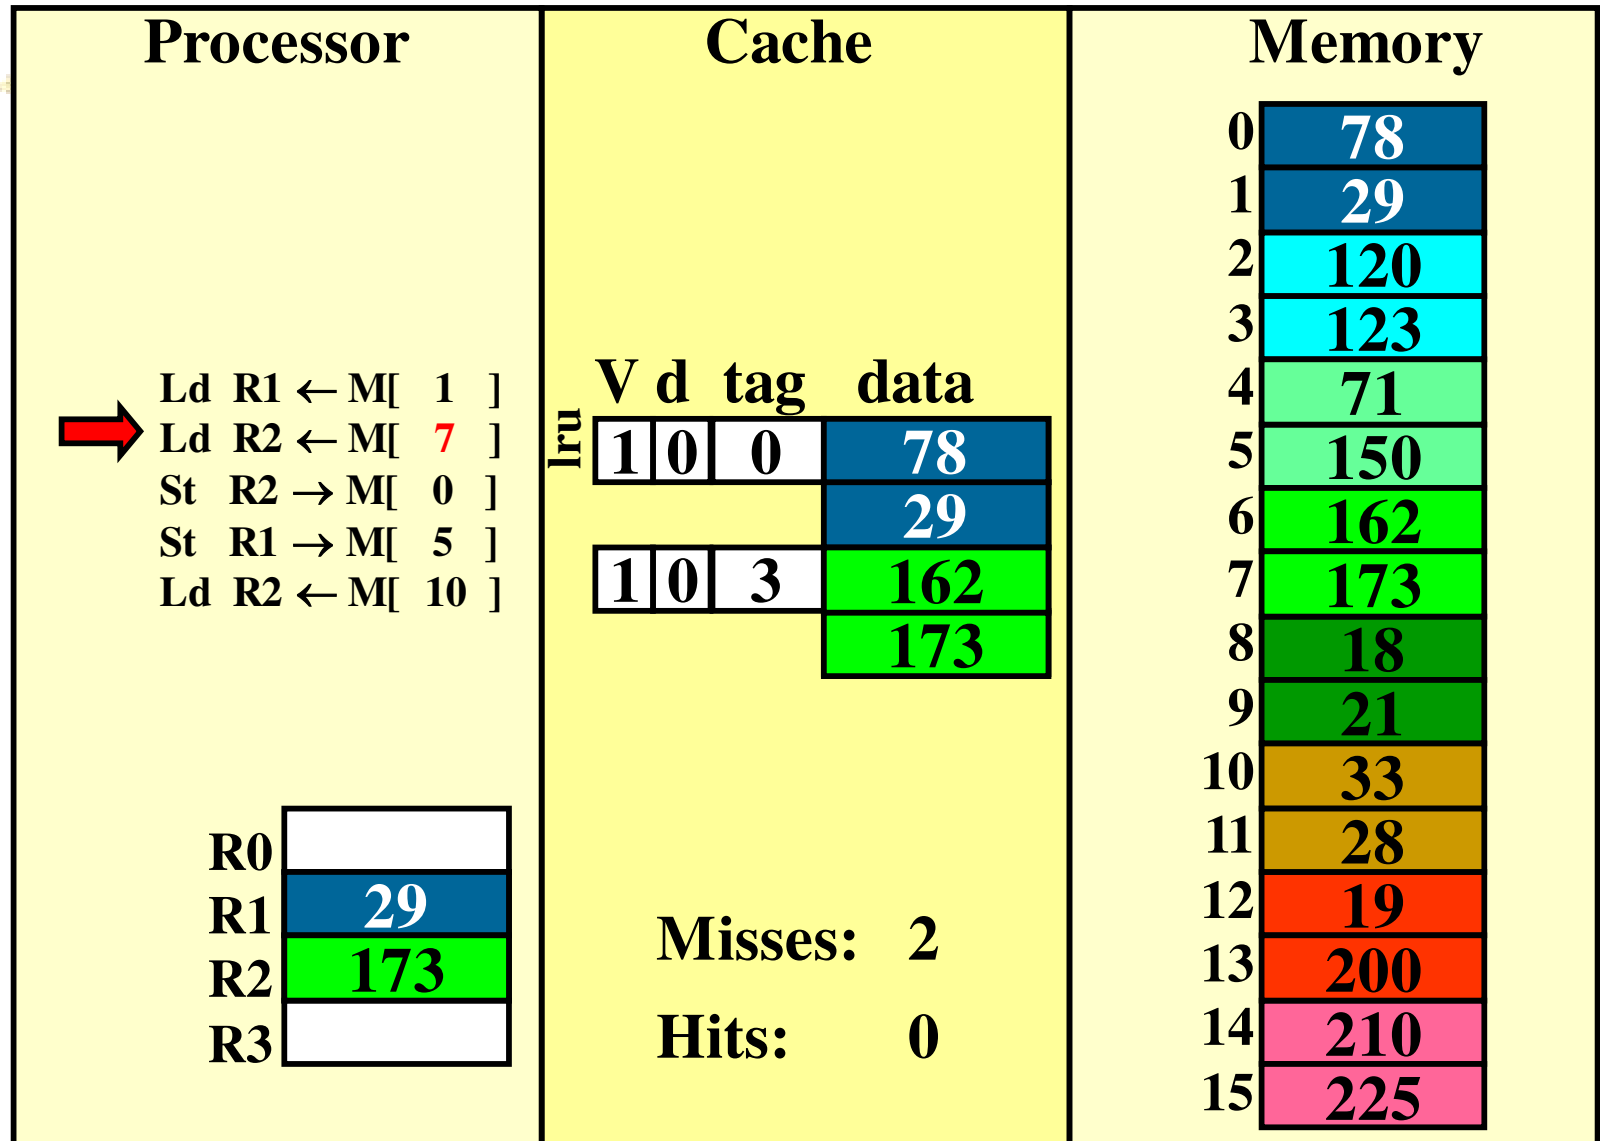 Processor
Ld R1 ← M[ 1 ]
Ld R2 ← M[ 7 ]
St R2 → M[ 0 ]
St R1 → M[ 5 ]
Ld R2 ← M[ 10 ]
R0
R1 29
R2 173
R3
Cache
V d tag data
lru
1 0 0 78
29
1 0 3 162
173
Misses: 2
Hits: 0
Memory
0 78
1 29
2 120
3 123
4 71
5 150
6 162
7 173
8 18
9 21
10 33
11 28
12 19
13 200
14 210
15 225